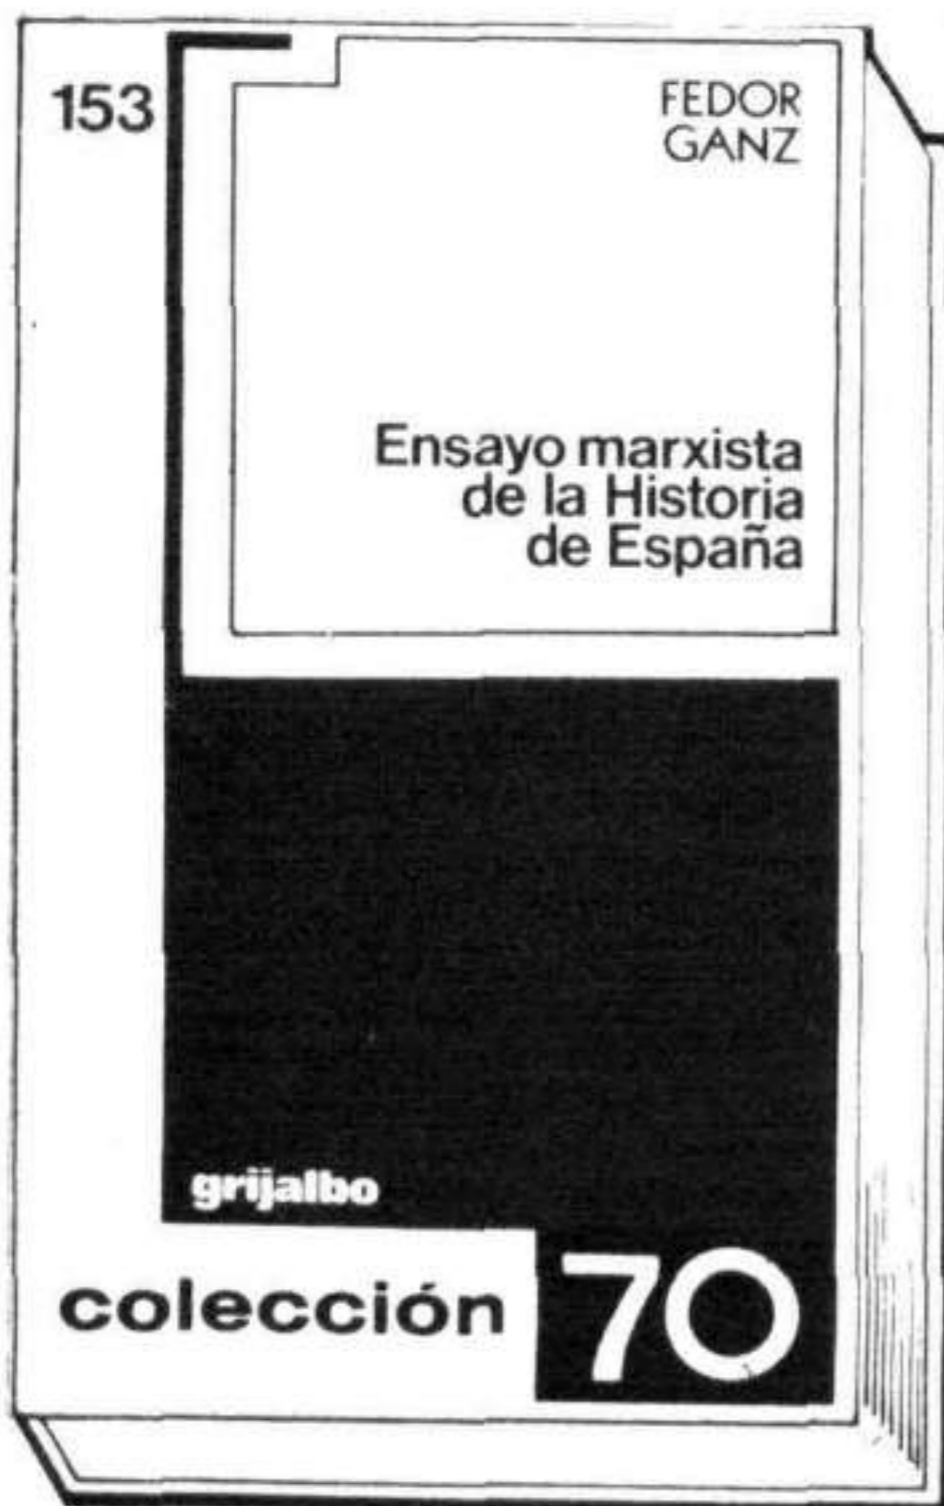 153
FEDOR
GANZ
Ensayo marxista
de la Historia
de España
grijalbo
colección 70